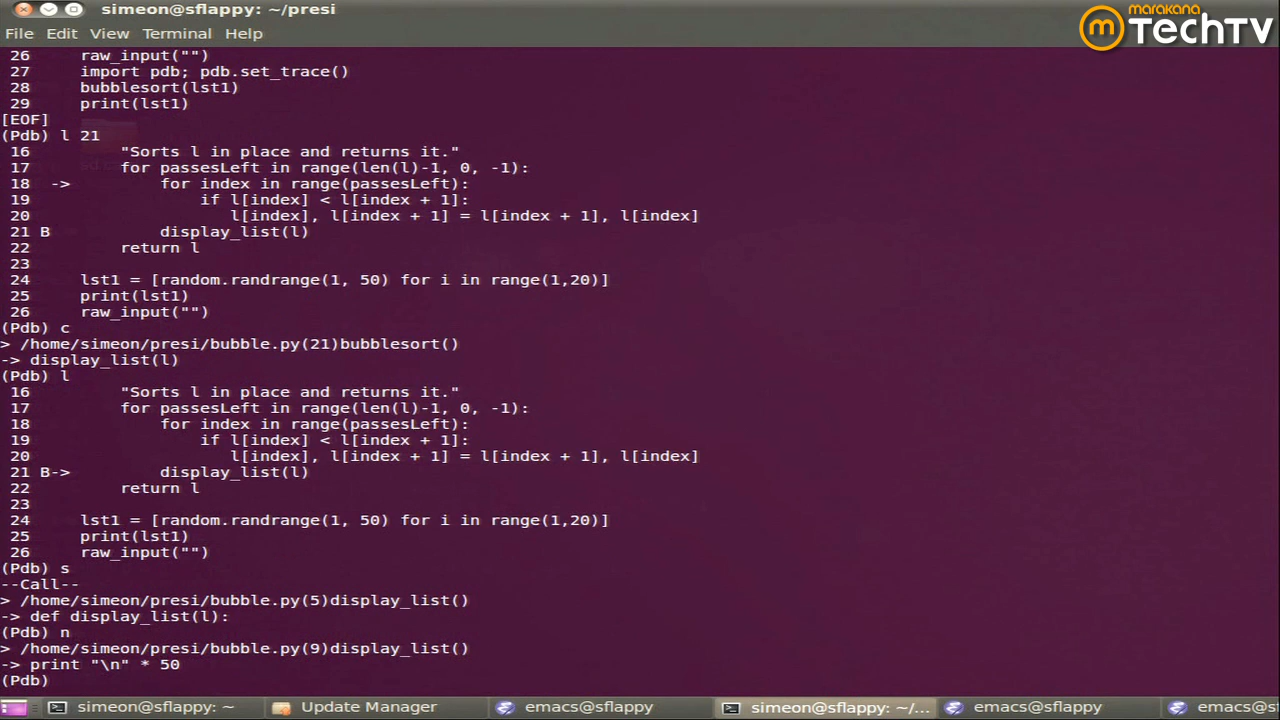 simeon@sflappy: ~/presi
marakana
m TechTV
File Edit View Terminal Help
26     raw_input("")
27     import pdb; pdb.set_trace()
28     bubblesort(lst1)
29     print(lst1)
[EOF]
(Pdb) l 21
16         "Sorts l in place and returns it."
17         for passesLeft in range(len(l)-1, 0, -1):
18  ->         for index in range(passesLeft):
19                 if l[index] < l[index + 1]:
20                    l[index], l[index + 1] = l[index + 1], l[index]
21 B           display_list(l)
22         return l
23
24     lst1 = [random.randrange(1, 50) for i in range(1,20)]
25     print(lst1)
26     raw_input("")
(Pdb) c
> /home/simeon/presi/bubble.py(21)bubblesort()
-> display_list(l)
(Pdb) l
16         "Sorts l in place and returns it."
17         for passesLeft in range(len(l)-1, 0, -1):
18             for index in range(passesLeft):
19                 if l[index] < l[index + 1]:
20                    l[index], l[index + 1] = l[index + 1], l[index]
21 B->         display_list(l)
22         return l
23
24     lst1 = [random.randrange(1, 50) for i in range(1,20)]
25     print(lst1)
26     raw_input("")
(Pdb) s
--Call--
> /home/simeon/presi/bubble.py(5)display_list()
-> def display_list(l):
(Pdb) n
> /home/simeon/presi/bubble.py(9)display_list()
-> print "\n" * 50
(Pdb)
simeon@sflappy: ~ Update Manager emacs@sflappy simeon@sflappy: ~/... emacs@sflappy emacs@s